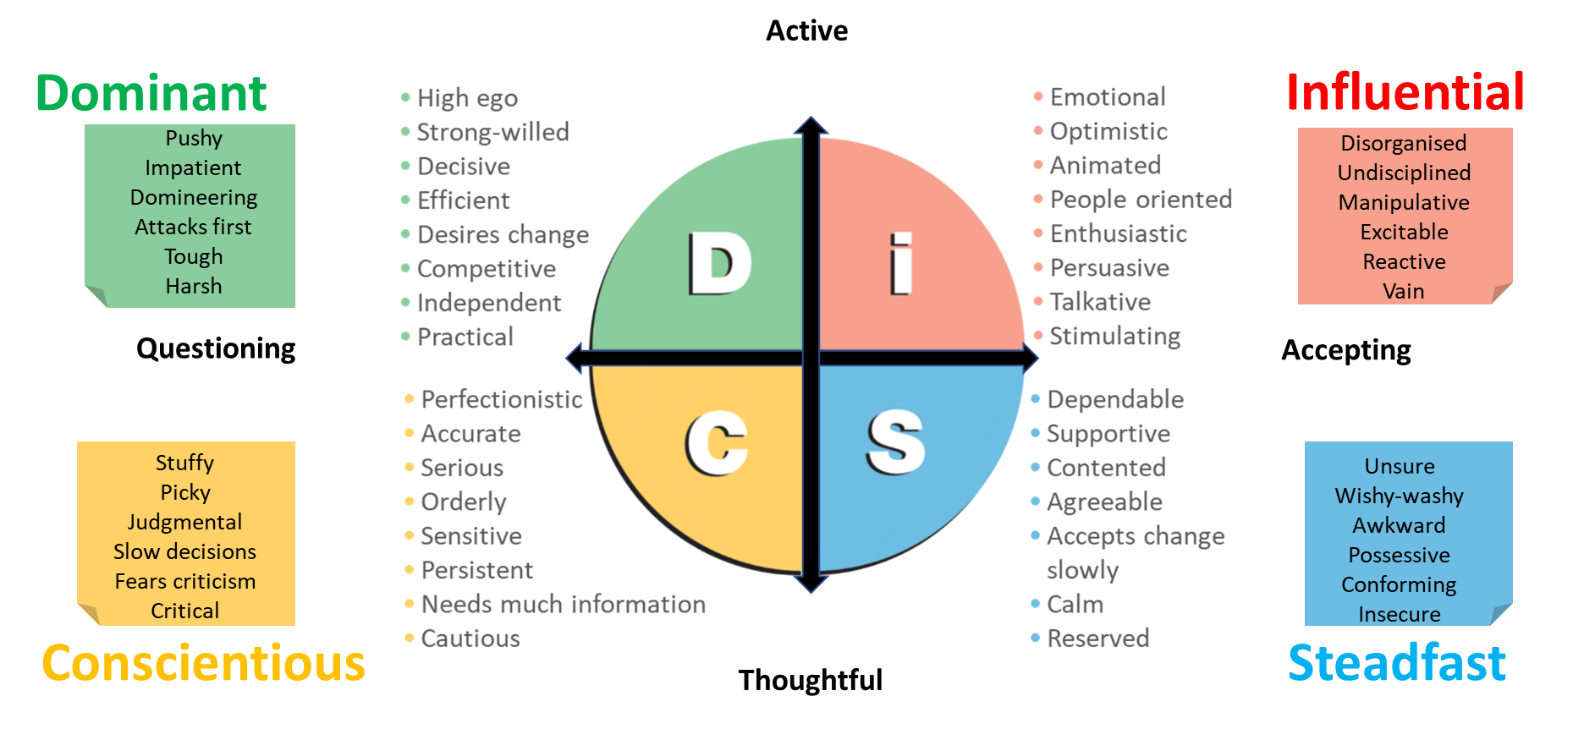 Active
Dominant
Pushy
Impatient
Domineering
Attacks first
Tough
Harsh
• High ego
• Strong-willed
• Decisive
• Efficient
• Desires change
• Competitive
• Independent
• Practical
D
i
• Emotional
• Optimistic
• Animated
• People oriented
• Enthusiastic
• Persuasive
• Talkative
• Stimulating
Influential
Disorganised
Undisciplined
Manipulative
Excitable
Reactive
Vain
Questioning
Accepting
Stuffy
Picky
Judgmental
Slow decisions
Fears criticism
Critical
Conscientious
• Perfectionistic
• Accurate
• Serious
• Orderly
• Sensitive
• Persistent
• Needs much information
• Cautious
C
S
• Dependable
• Supportive
• Contented
• Agreeable
• Accepts change
slowly
• Calm
• Reserved
Unsure
Wishy-washy
Awkward
Possessive
Conforming
Insecure
Steadfast
Thoughtful